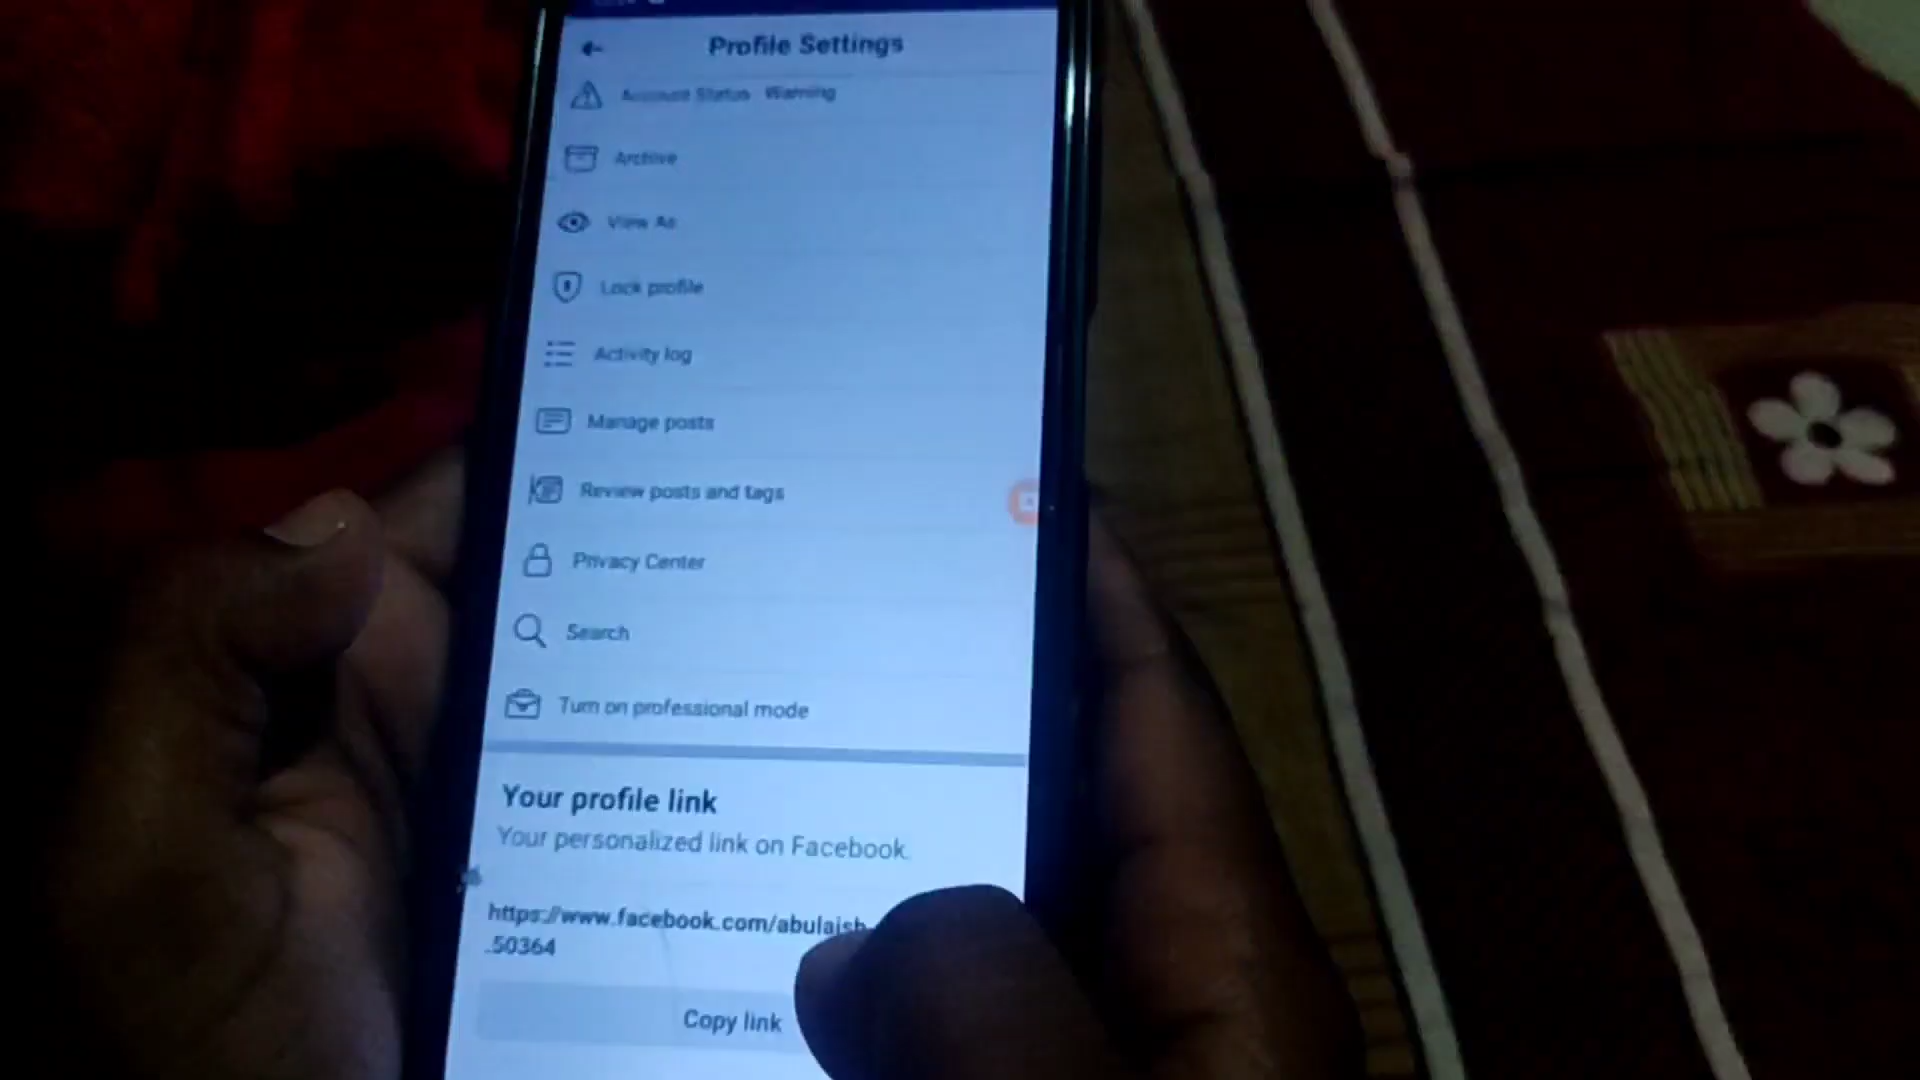 Profile Settings
Account Status Warning
Archive
View As
Lock profile
Activity log
Manage posts
Review posts and tags
Privacy Center
Search
Turn on professional mode
Your profile link
Your personalized link on Facebook.
https://www.facebook.com/
.50364
Copy link